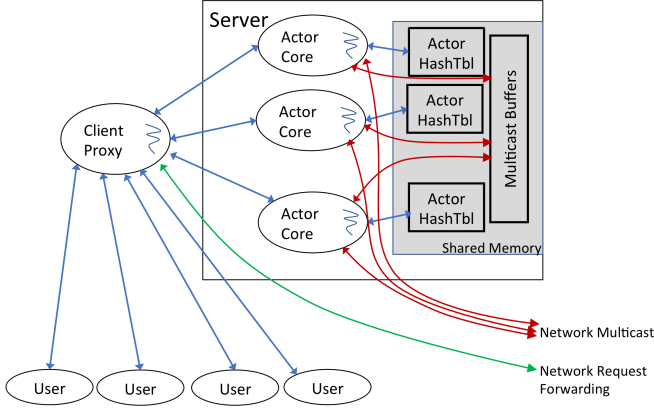 Server
Actor
Core
Actor
HashTbl
Actor
Core
Actor
HashTbl
Multicast Buffers
Client
Proxy
Actor
Core
Actor
HashTbl
Shared Memory
Network Multicast
Network Request
Forwarding
User
User
User
User